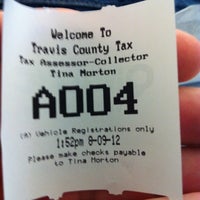 Welcome To
Travis County Tax
Tax Assessor-Collector
Tina Morton
A004
(A) Vehicle Registrations only
1:52pm 8-09-12
Please make checks payable
to Tina Morton